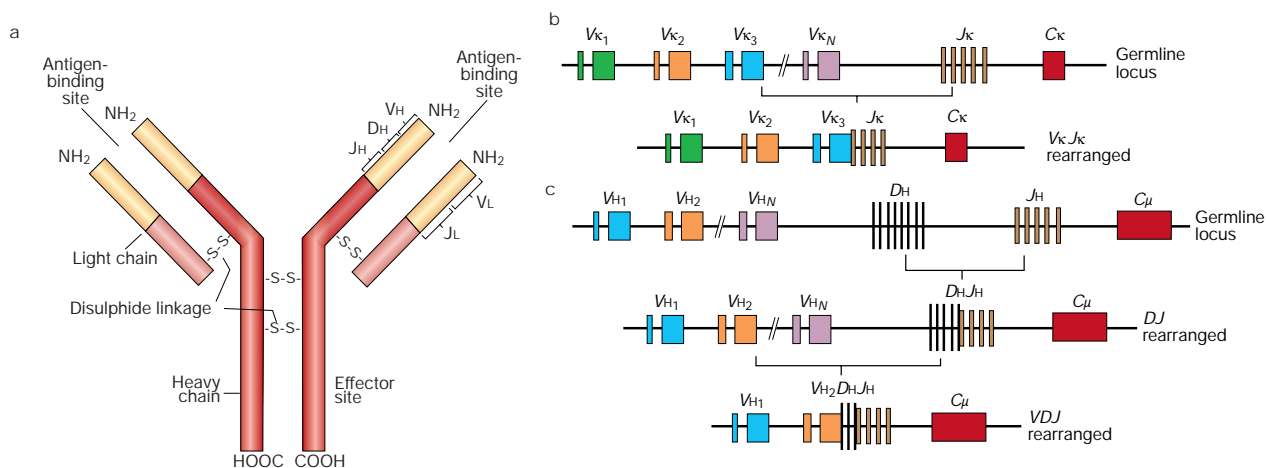 a
Antigen-
binding
site
Antigen-
binding
site
NH2
NH2
VH
DH
JH
NH2
NH2
VL
JL
Light chain
-S-S-
-S-S-
-S-S-
-S-S-
Disulphide linkage
Heavy
chain
Effector
site
HOOC COOH
b
Vκ1 Vκ2 Vκ3 VκN Jκ Cκ
Germline
locus
Vκ1 Vκ2 Vκ3 Jκ Cκ
VκJκ
rearranged
c
VH1 VH2 VHN DH JH Cμ
Germline
locus
VH1 VH2 VHN DHJH Cμ
DJ
rearranged
VH1 VH2DHJH Cμ
VDJ
rearranged